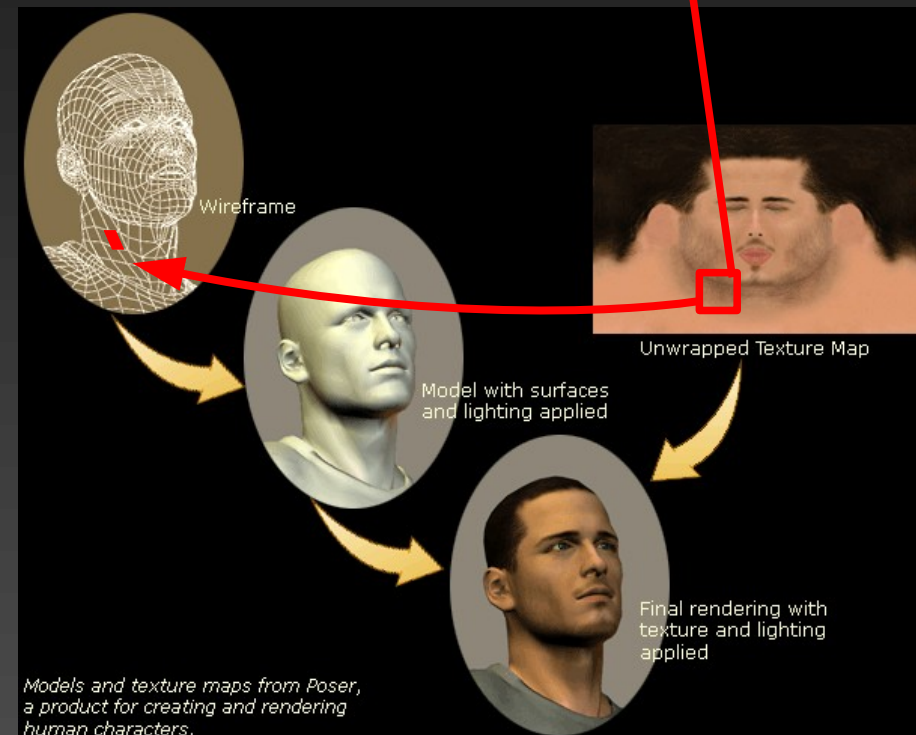 Wireframe
Unwrapped Texture Map
Model with surfaces
and lighting applied
Final rendering with
texture and lighting
applied
Models and texture maps from Poser,
a product for creating and rendering
human characters.